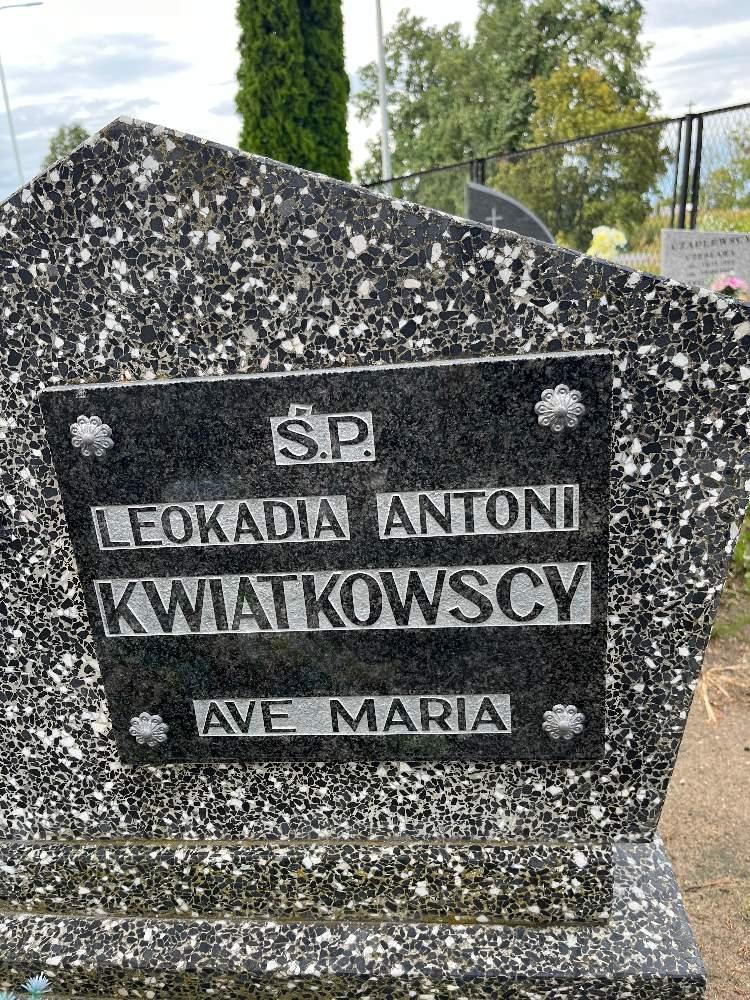 Ś.P.
LEOKADIA ANTONI
KWIATKOWSCY
AVE MARIA